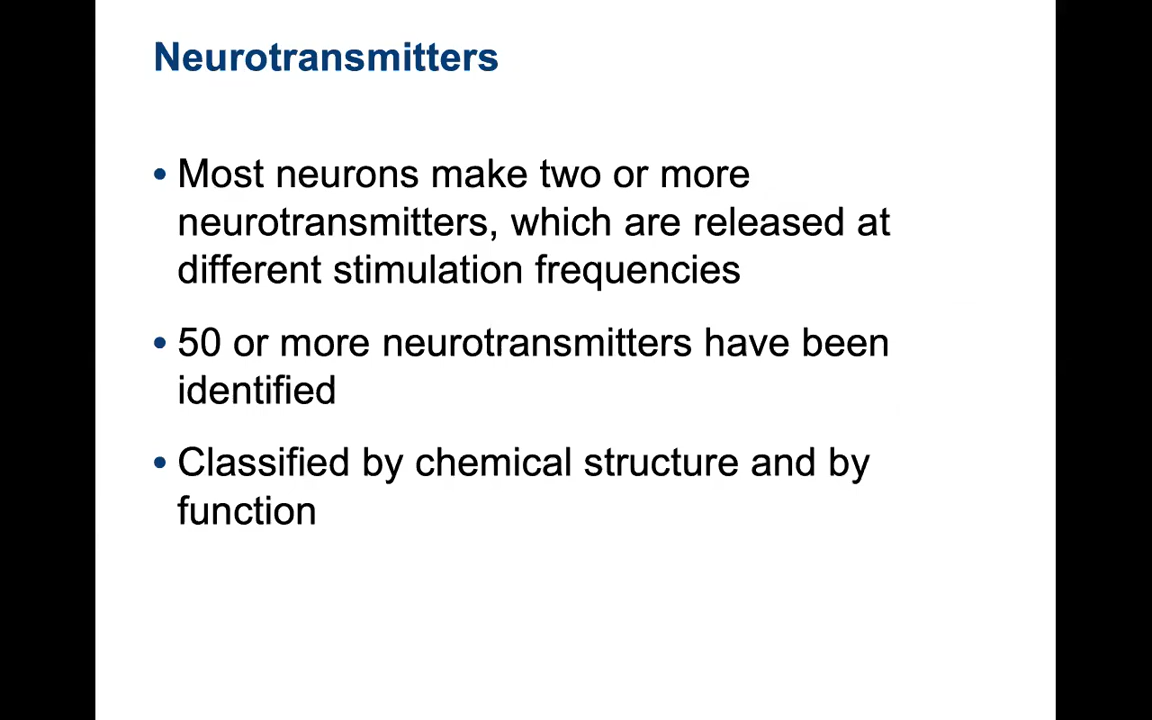 Neurotransmitters
• Most neurons make two or more
neurotransmitters, which are released at
different stimulation frequencies
• 50 or more neurotransmitters have been
identified
• Classified by chemical structure and by
function